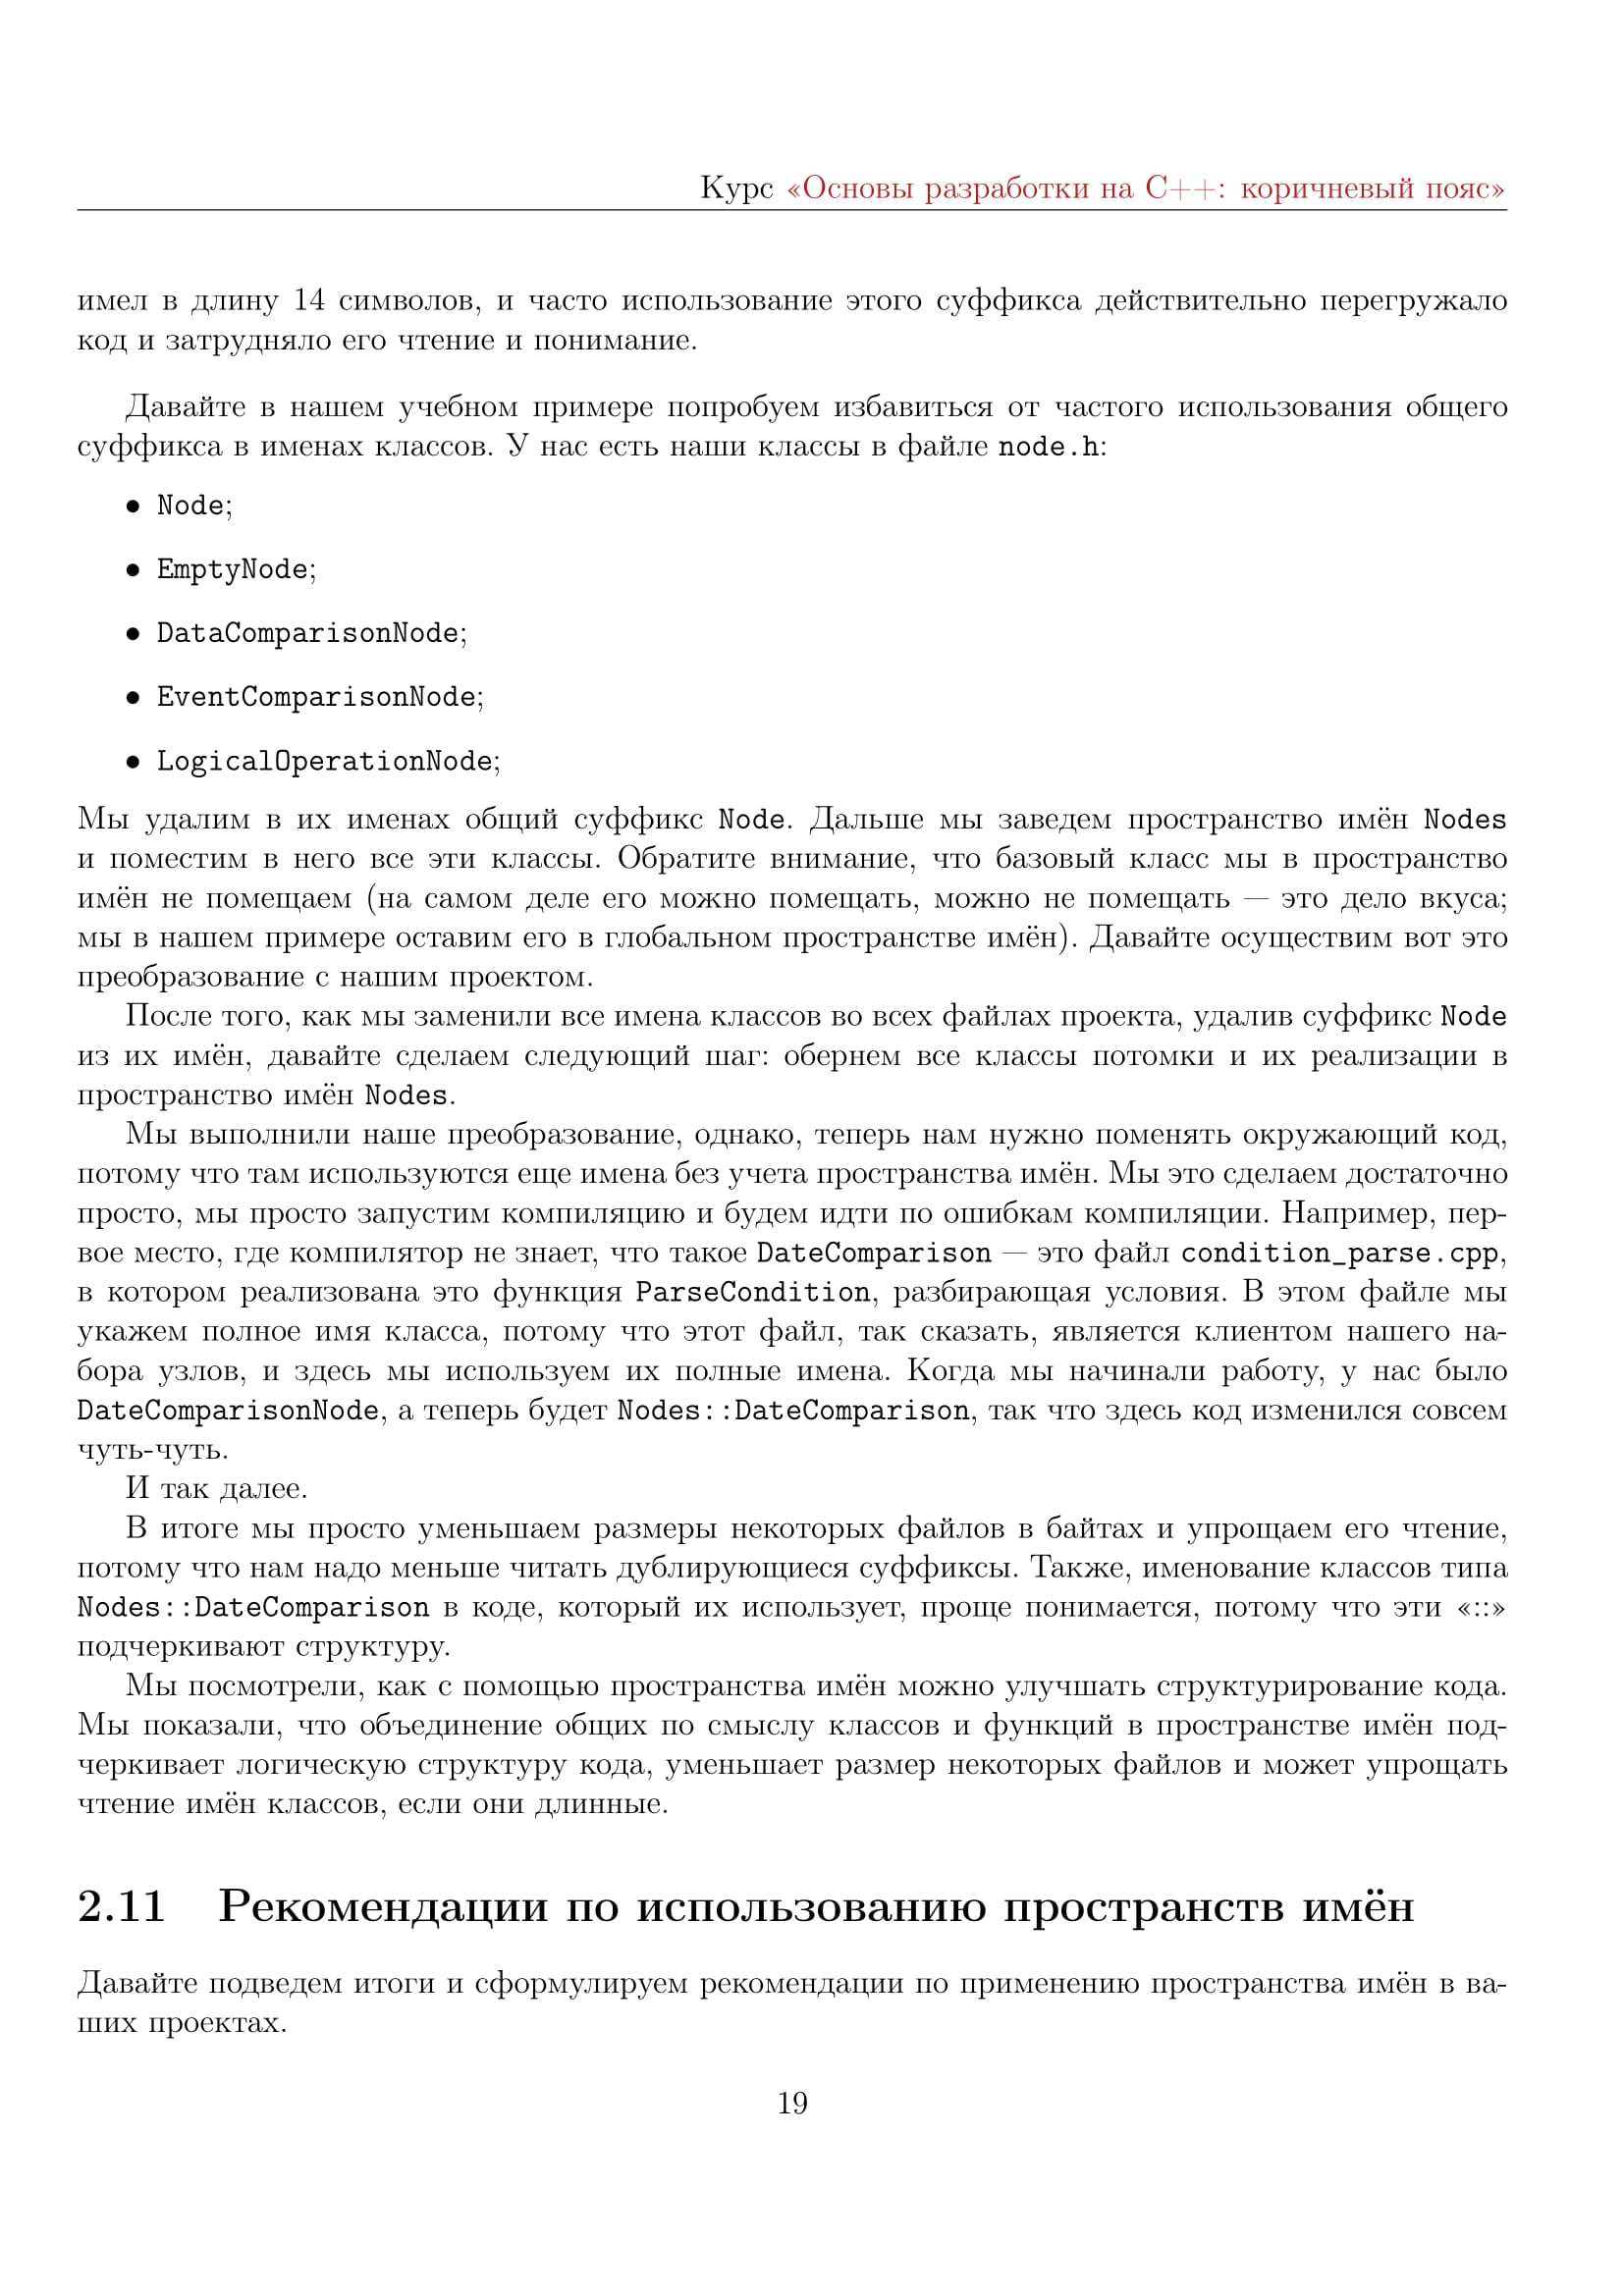 Курс «Основы разработки на C++: коричневый пояс»
имел в длину 14 символов, и часто использование этого суффикса действительно перегружало
код и затрудняло его чтение и понимание.
Давайте в нашем учебном примере попробуем избавиться от частого использования общего
суффикса в именах классов. У нас есть наши классы в файле node.h:
• Node;
• EmptyNode;
• DataComparisonNode;
• EventComparisonNode;
• LogicalOperationNode;
Мы удалим в их именах общий суффикс Node. Дальше мы заведем пространство имён Nodes
и поместим в него все эти классы. Обратите внимание, что базовый класс мы в пространство
имён не помещаем (на самом деле его можно помещать, можно не помещать — это дело вкуса;
мы в нашем примере оставим его в глобальном пространстве имён). Давайте осуществим вот это
преобразование с нашим проектом.
После того, как мы заменили все имена классов во всех файлах проекта, удалив суффикс Node
из их имён, давайте сделаем следующий шаг: обернем все классы потомки и их реализации в
пространство имён Nodes.
Мы выполнили наше преобразование, однако, теперь нам нужно поменять окружающий код,
потому что там используются еще имена без учета пространства имён. Мы это сделаем достаточно
просто, мы просто запустим компиляцию и будем идти по ошибкам компиляции. Например, пер-
вое место, где компилятор не знает, что такое DateComparison — это файл condition_parse.cpp,
в котором реализована это функция ParseCondition, разбирающая условия. В этом файле мы
укажем полное имя класса, потому что этот файл, так сказать, является клиентом нашего на-
бора узлов, и здесь мы используем их полные имена. Когда мы начинали работу, у нас было
DateComparisonNode, а теперь будет Nodes::DateComparison, так что здесь код изменился совсем
чуть-чуть.
И так далее.
В итоге мы просто уменьшаем размеры некоторых файлов в байтах и упрощаем его чтение,
потому что нам надо меньше читать дублирующиеся суффиксы. Также, именование классов типа
Nodes::DateComparison в коде, который их использует, проще понимается, потому что эти «::»
подчеркивают структуру.
Мы посмотрели, как с помощью пространства имён можно улучшать структурирование кода.
Мы показали, что объединение общих по смыслу классов и функций в пространстве имён под-
черкивает логическую структуру кода, уменьшает размер некоторых файлов и может упрощать
чтение имён классов, если они длинные.
2.11 Рекомендации по использованию пространств имён
Давайте подведем итоги и сформулируем рекомендации по применению пространства имён в ва-
ших проектах.
19